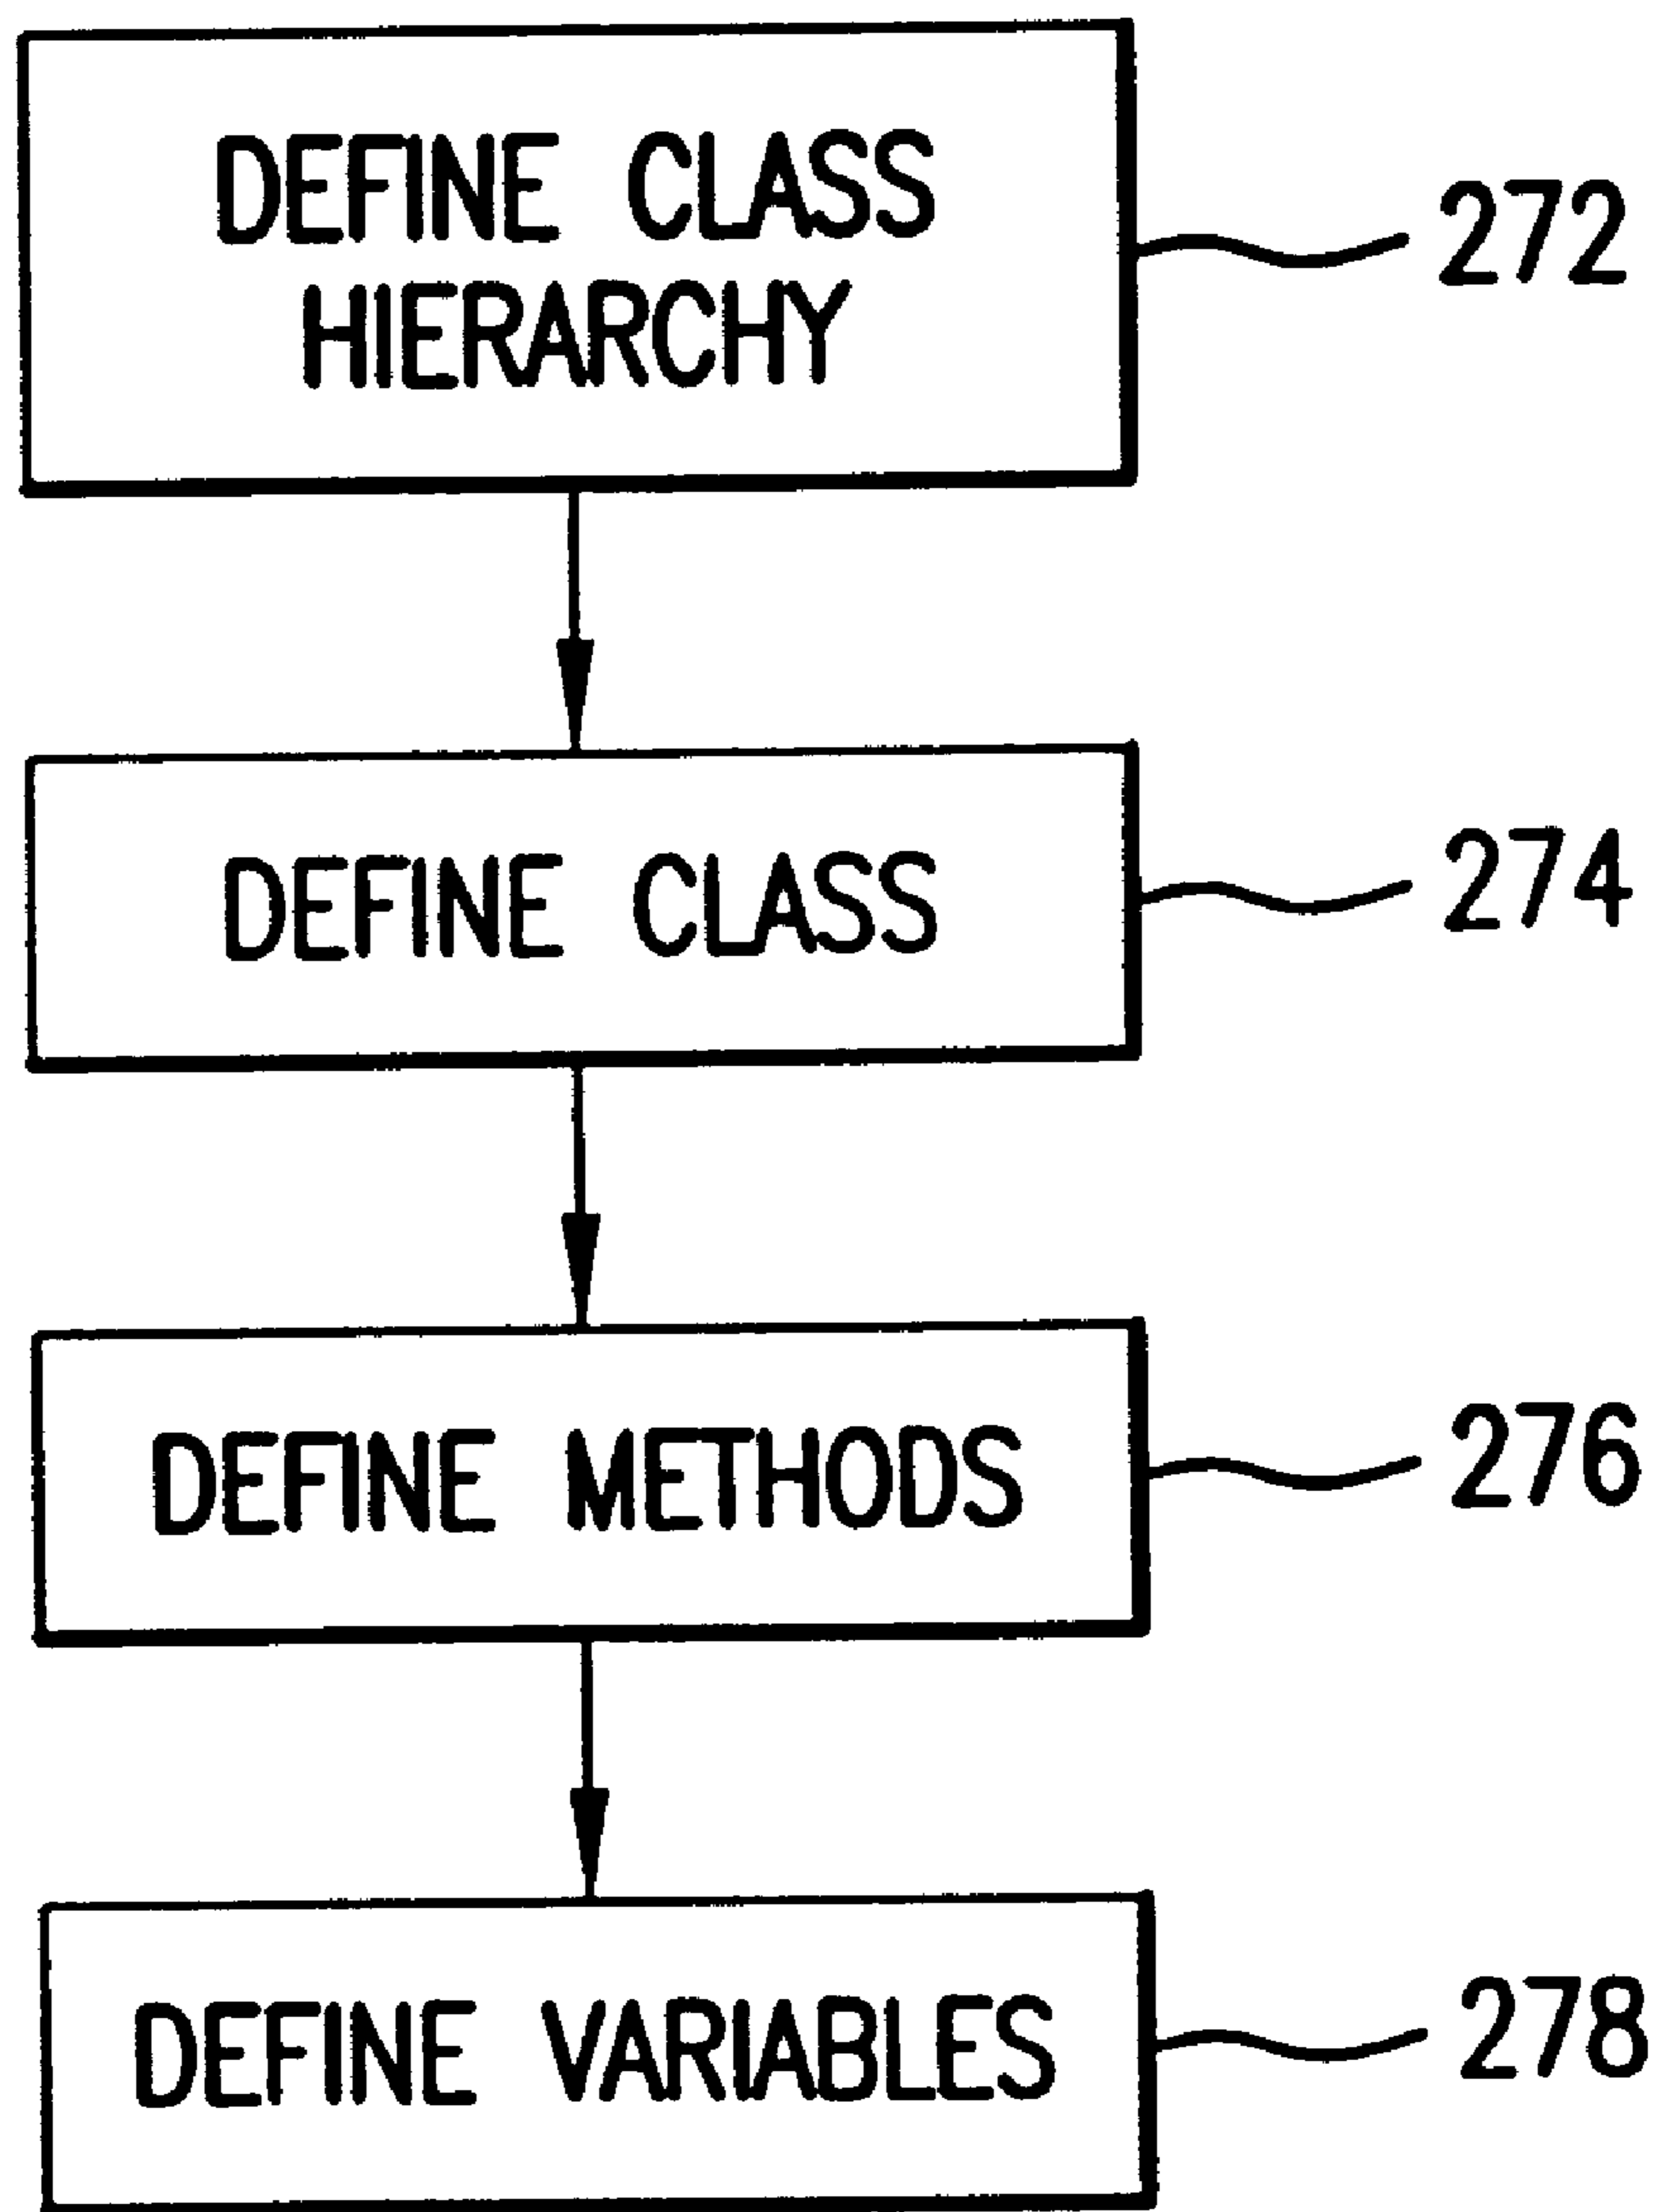 DEFINE CLASS
HIERARCHY
272
DEFINE CLASS
274
DEFINE METHODS
276
DEFINE VARIABLES
278